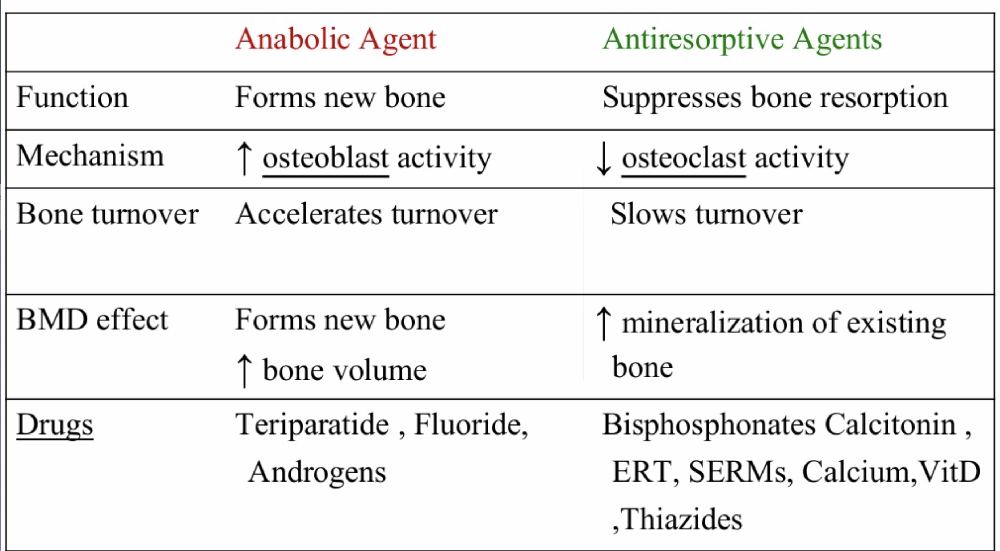 Anabolic Agent Antiresorptive Agents
Function Forms new bone Suppresses bone resorption
Mechanism ↑ osteoblast activity ↓ osteoclast activity
Bone turnover Accelerates turnover Slows turnover
BMD effect Forms new bone ↑ mineralization of existing
↑ bone volume bone
Drugs Teriparatide , Fluoride, Bisphosphonates Calcitonin ,
Androgens ERT, SERMs, Calcium,VitD
,Thiazides